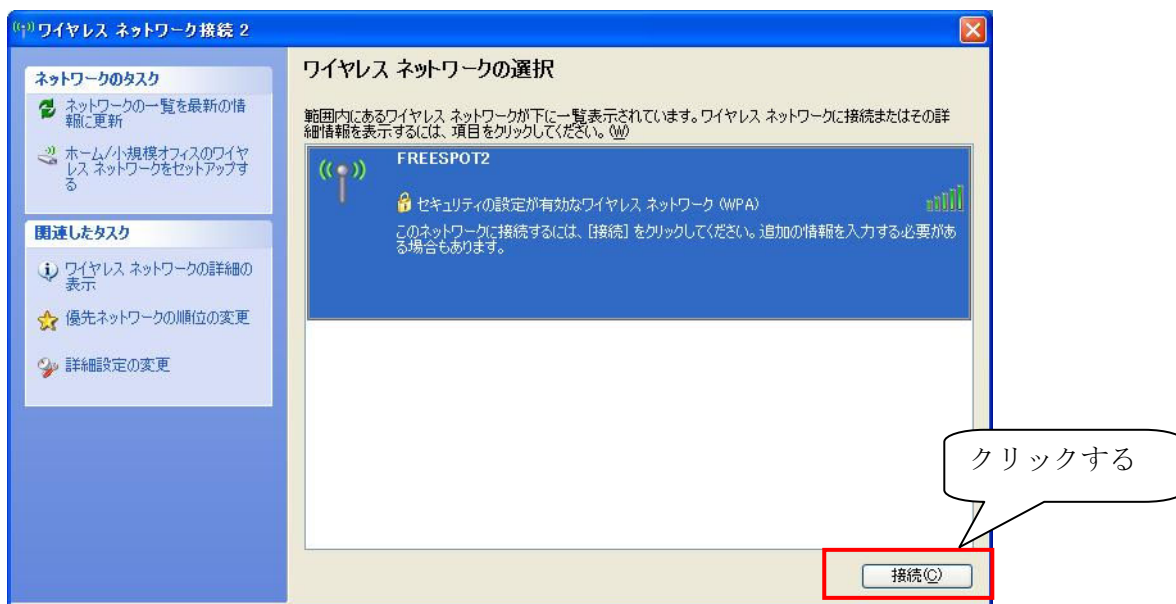 ワイヤレス ネットワーク接続 2
ネットワークのタスク
ネットワークの一覧を最新の情
報に更新
ホーム/小規模オフィスのワイヤ
レス ネットワークをセットアップす
る
関連したタスク
ワイヤレス ネットワークの詳細の
表示
優先ネットワークの順位の変更
詳細設定の変更
ワイヤレス ネットワークの選択
範囲内にあるワイヤレス ネットワークが下に一覧表示されています。ワイヤレス ネットワークに接続またはその詳
細情報を表示するには、項目をクリックしてください。(W)
FREESPOT2
セキュリティの設定が有効なワイヤレス ネットワーク (WPA)
このネットワークに接続するには、[接続] をクリックしてください。追加の情報を入力する必要があ
る場合もあります。
クリックする
接続(C)